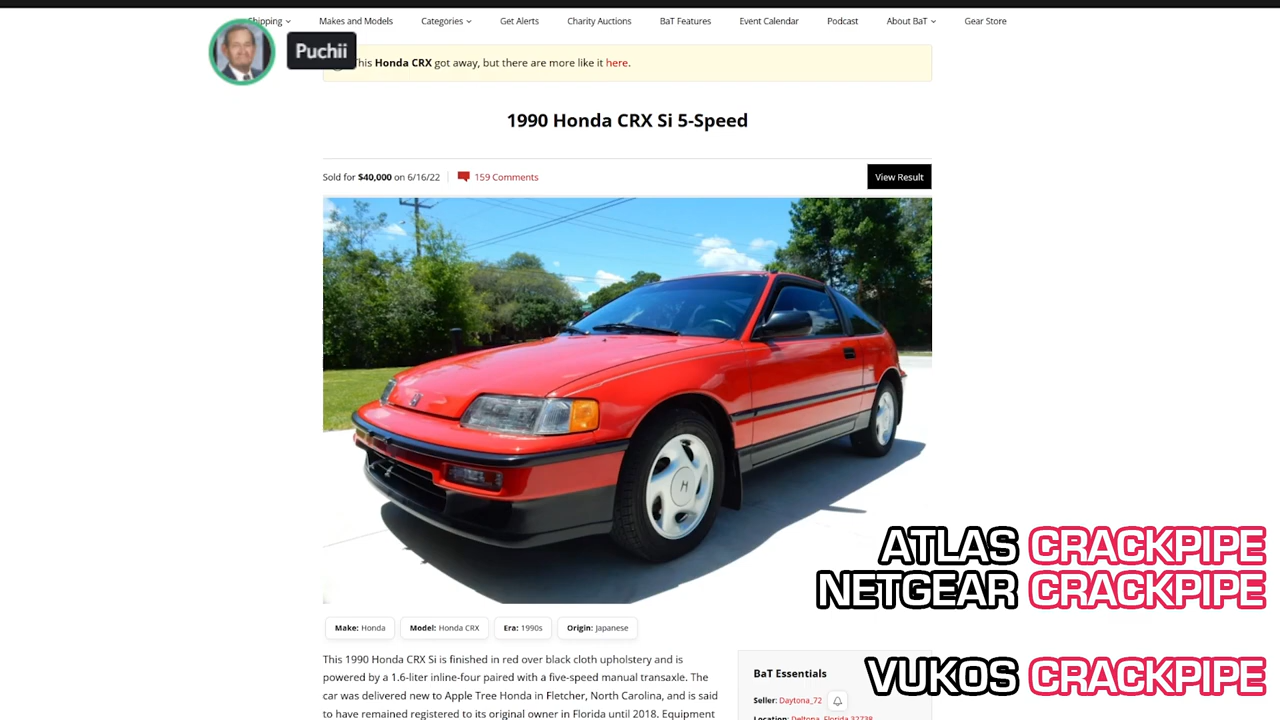 Shipping Makes and Models Categories Get Alerts Charity Auctions BaT Features Event Calendar Podcast About BaT Gear Store
Puchii
This Honda CRX got away, but there are more like it here.
1990 Honda CRX Si 5-Speed
Sold for $40,000 on 6/16/22 159 Comments View Result
ATLAS CRACKPIPE
NETGEAR CRACKPIPE
Make: Honda Model: Honda CRX Era: 1990s Origin: Japanese
This 1990 Honda CRX Si is finished in red over black cloth upholstery and is
powered by a 1.6-liter inline-four paired with a five-speed manual transaxle. The
car was delivered new to Apple Tree Honda in Fletcher, North Carolina, and is said
to have remained registered to its original owner in Florida until 2018. Equipment
BaT Essentials
VUKOS CRACKPIPE
Seller: Daytona_72
Location: Deltona, Florida 32738